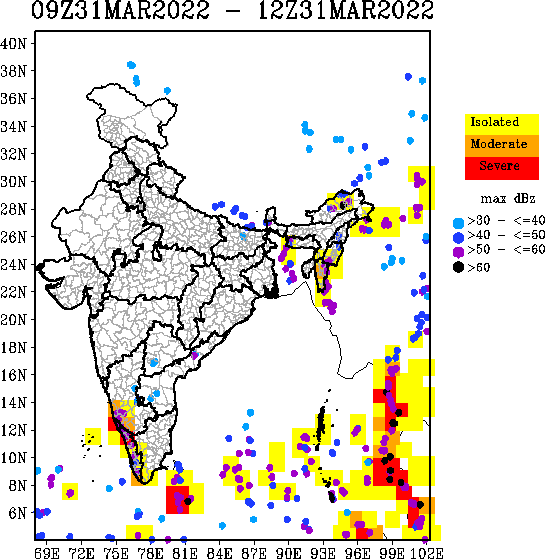 09Z31MAR2022 - 12Z31MAR2022
40N
38N
36N
34N
32N
30N
28N
26N
24N
22N
20N
18N
16N
14N
12N
10N
8N
6N
69E 72E 75E 78E 81E 84E 87E 90E 93E 96E 99E 102E
Isolated
Moderate
Severe
max dBz
>30 - <=40
>40 - <=50
>50 - <=60
>60